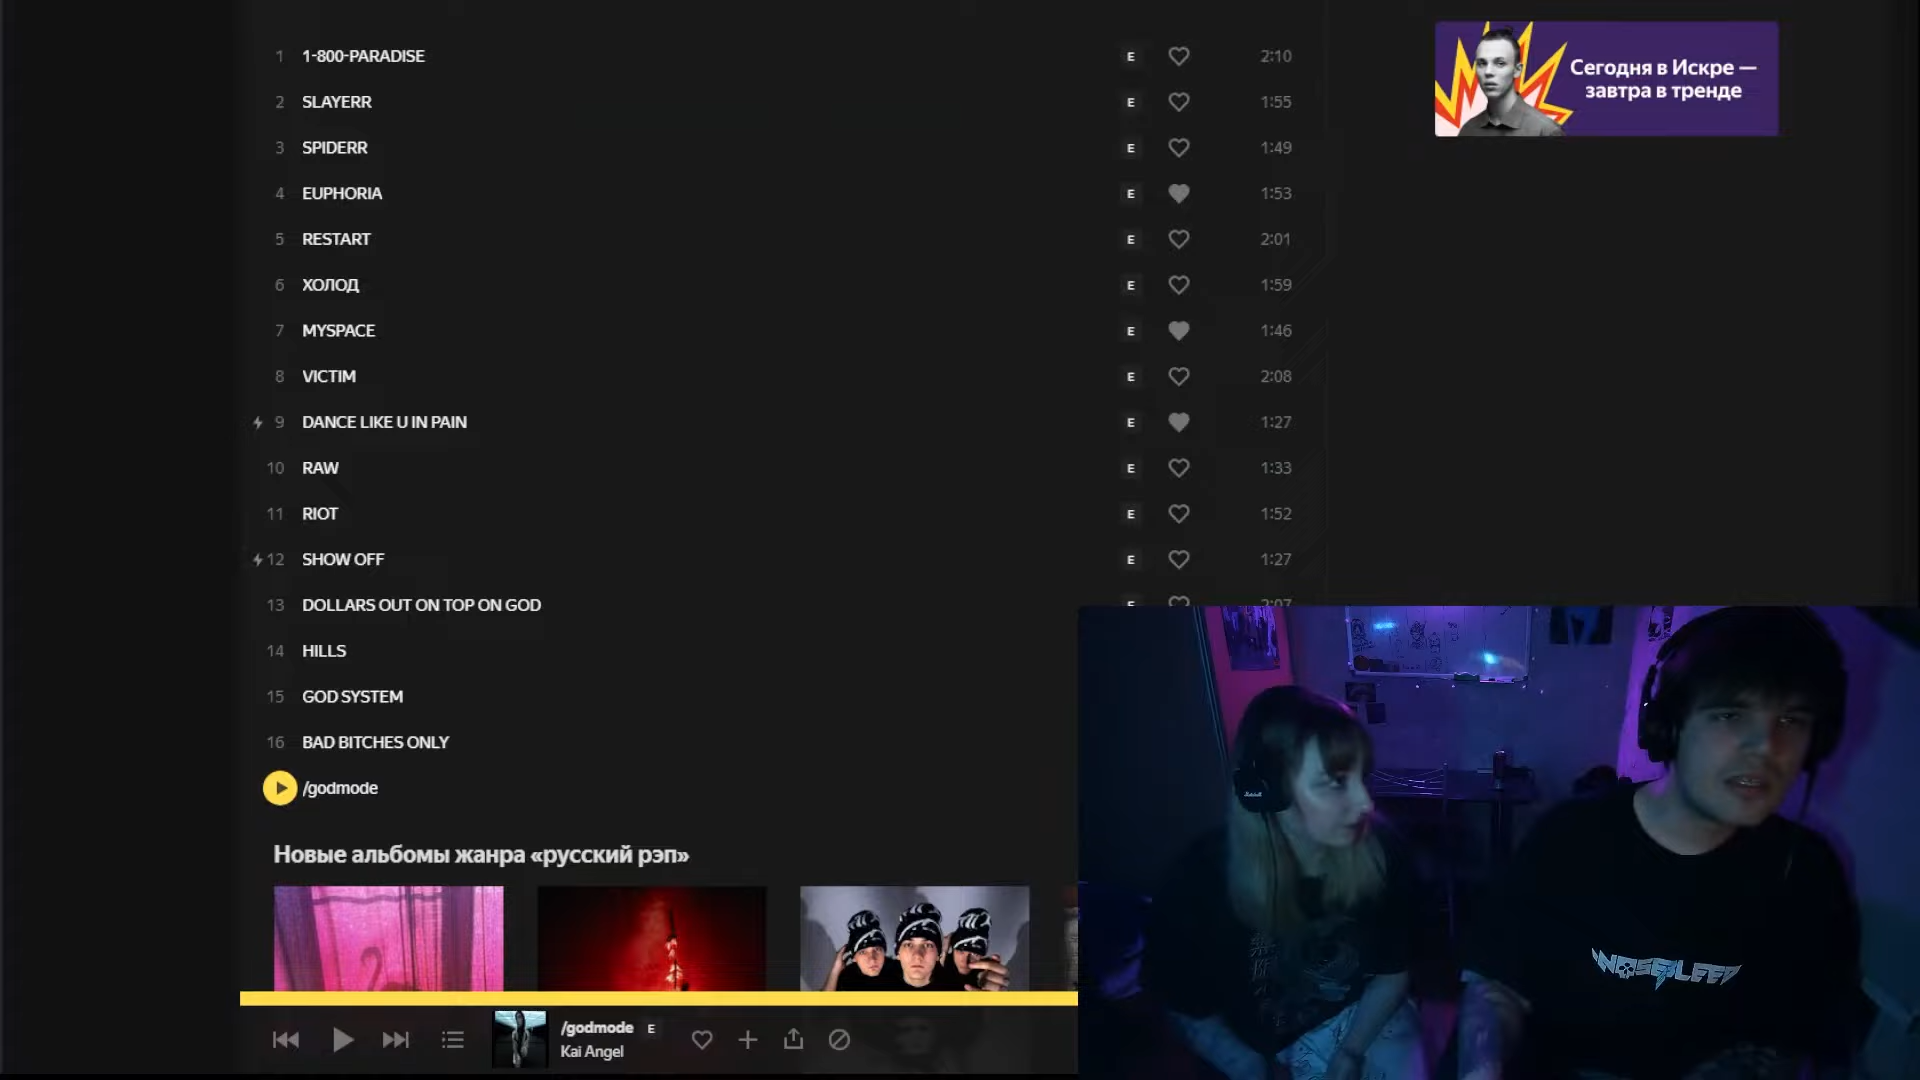 1 1-800-PARADISE E 2:10
2 SLAYERR E 1:55
3 SPIDERR E 1:49
4 EUPHORIA E 1:53
5 RESTART E 2:01
6 ХОЛОД E 1:59
7 MYSPACE E 1:46
8 VICTIM E 2:08
9 DANCE LIKE U IN PAIN E 1:27
10 RAW E 1:33
11 RIOT E 1:52
12 SHOW OFF E 1:27
13 DOLLARS OUT ON TOP ON GOD E 2:07
14 HILLS
15 GOD SYSTEM
16 BAD BITCHES ONLY
/godmode
Новые альбомы жанра «русский рэп»
/godmode E
Kai Angel
Сегодня в Искре —
завтра в тренде